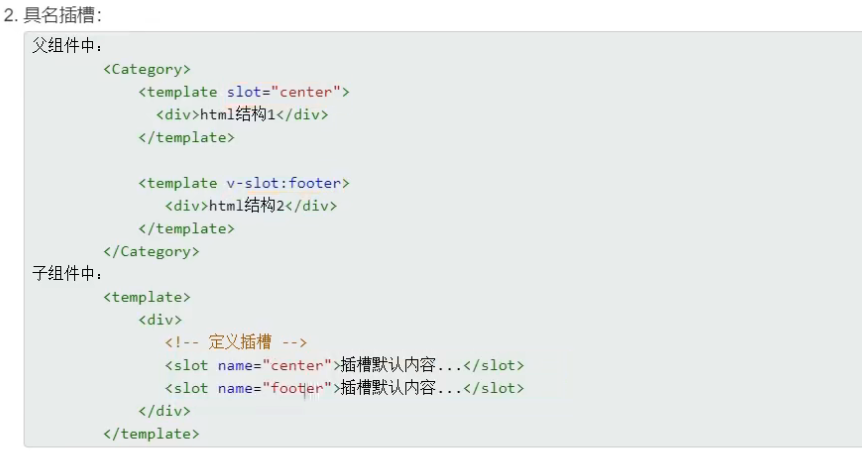 2. 具名插槽：
父组件中：
<Category>
<template slot="center">
<div>html结构1</div>
</template>
<template v-slot:footer>
<div>html结构2</div>
</template>
</Category>
子组件中：
<template>
<div>
<!-- 定义插槽 -->
<slot name="center">插槽默认内容...</slot>
<slot name="footer">插槽默认内容...</slot>
</div>
</template>